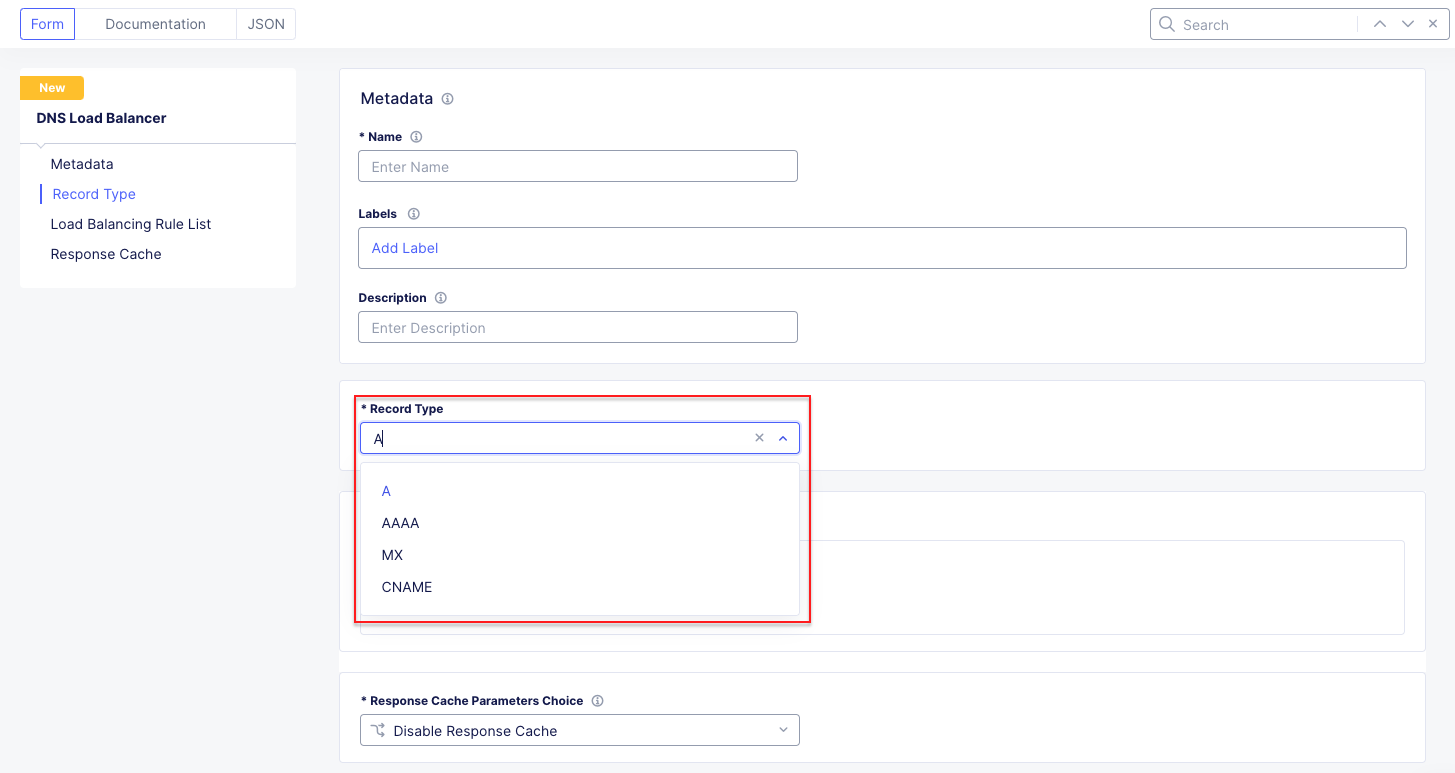 Form Documentation JSON
Search
New
DNS Load Balancer
Metadata
Record Type
Load Balancing Rule List
Response Cache
Metadata
* Name
Enter Name
Labels
Add Label
Description
Enter Description
* Record Type
A
A
AAAA
MX
CNAME
* Response Cache Parameters Choice
Disable Response Cache